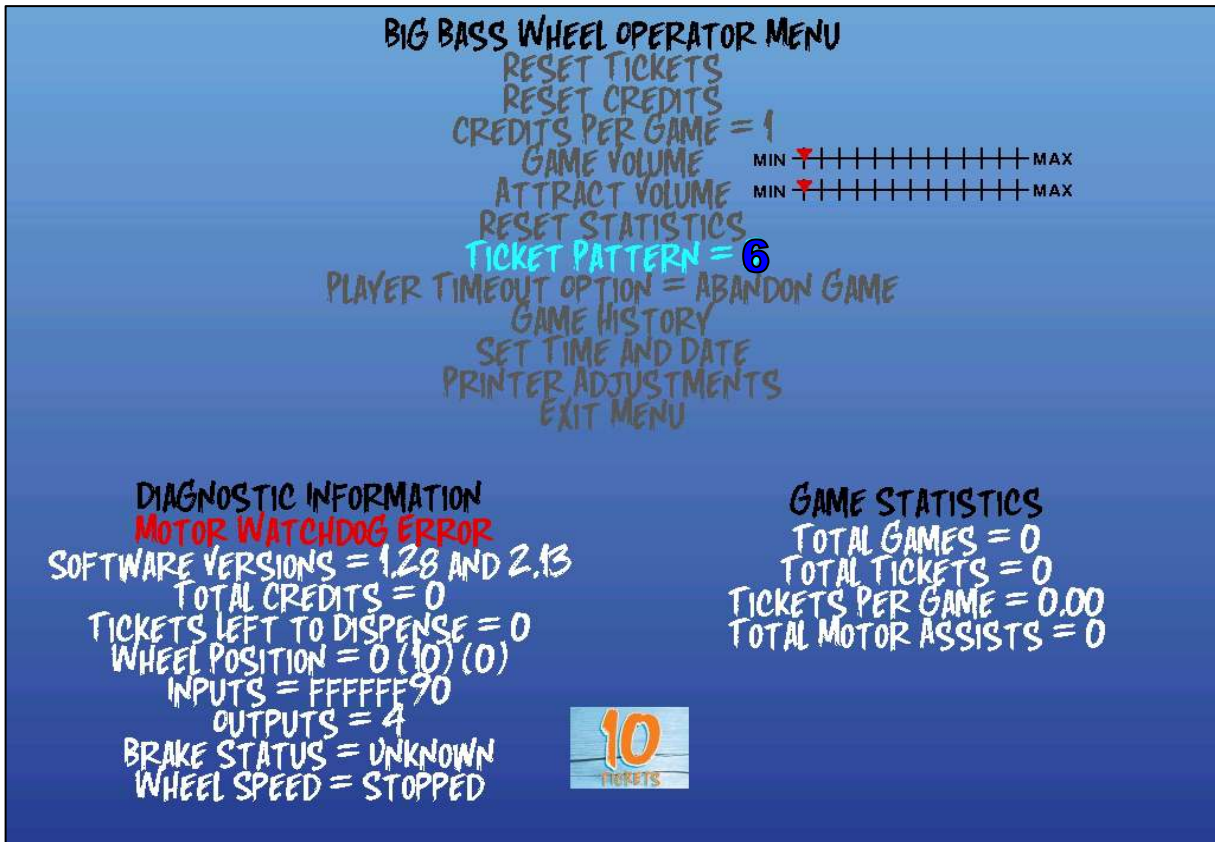 BIG BASS WHEEL OPERATOR MENU
RESET TICKETS
RESET CREDITS
CREDITS PER GAME = 1
GAME VOLUME MIN MAX
ATTRACT VOLUME MIN MAX
RESET STATISTICS
TICKET PATTERN = 6
PLAYER TIMEOUT OPTION = ABANDON GAME
GAME HISTORY
SET TIME AND DATE
PRINTER ADJUSTMENTS
EXIT MENU
DIAGNOSTIC INFORMATION
MOTOR WATCHDOG ERROR
SOFTWARE VERSIONS = 1.28 AND 2.13
TOTAL CREDITS = 0
TICKETS LEFT TO DISPENSE = 0
WHEEL POSITION = 0 (10) (0)
INPUTS = FFFFFF90
OUTPUTS = 4
BRAKE STATUS = UNKNOWN
WHEEL SPEED = STOPPED
10
TICKETS
GAME STATISTICS
TOTAL GAMES = 0
TOTAL TICKETS = 0
TICKETS PER GAME = 0.00
TOTAL MOTOR ASSISTS = 0